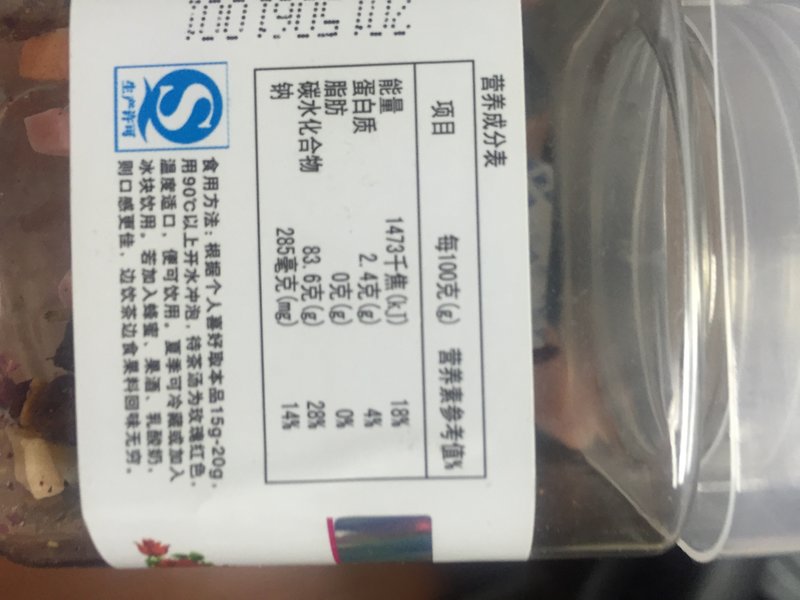 营养成分表
项目 每100克(g) 营养素参考值%
能量 1473千焦(kJ) 18%
蛋白质 2.4克(g) 4%
脂肪 0克(g) 0%
碳水化合物 83.6克(g) 28%
钠 285毫克(mg) 14%
生产许可
食用方法：根据个人喜好取本品15g-20g，
用90℃以上开水冲泡，待茶汤为玫瑰红色，
温度适口，便可饮用。夏季可冷藏或加入
冰块饮用。若加入蜂蜜、果酒、乳酸奶，
则口感更佳，边饮茶边食果料回味无穷。